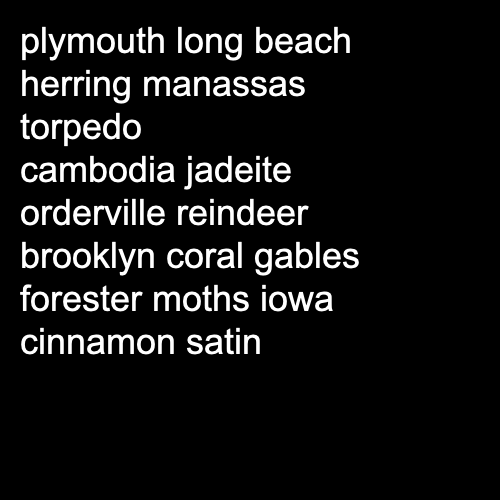 plymouth long beach
herring manassas
torpedo
cambodia jadeite
orderville reindeer
brooklyn coral gables
forester moths iowa
cinnamon satin